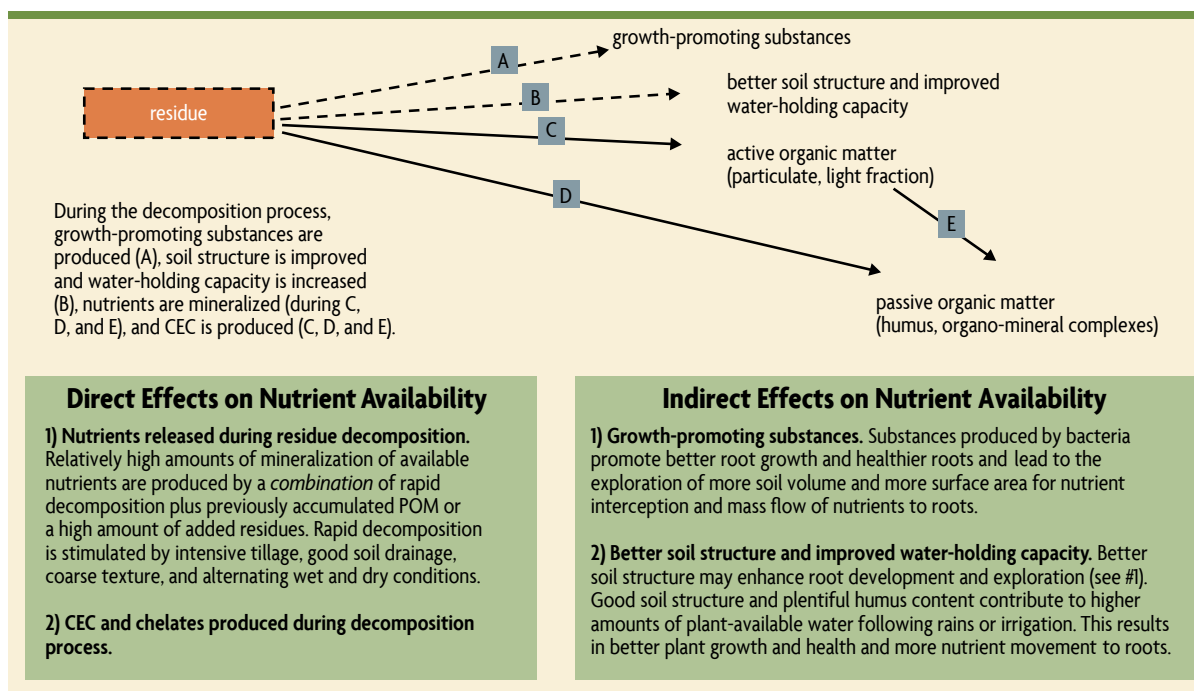 growth-promoting substances
A
residue
better soil structure and improved
water-holding capacity
B
C
active organic matter
(particulate, light fraction)
D
E
During the decomposition process,
growth-promoting substances are
produced (A), soil structure is improved
and water-holding capacity is increased
(B), nutrients are mineralized (during C,
D, and E), and CEC is produced (C, D, and E).
passive organic matter
(humus, organo-mineral complexes)
Direct Effects on Nutrient Availability
1) Nutrients released during residue decomposition.
Relatively high amounts of mineralization of available
nutrients are produced by a combination of rapid
decomposition plus previously accumulated POM or
a high amount of added residues. Rapid decomposition
is stimulated by intensive tillage, good soil drainage,
coarse texture, and alternating wet and dry conditions.
2) CEC and chelates produced during decomposition
process.
Indirect Effects on Nutrient Availability
1) Growth-promoting substances. Substances produced by bacteria
promote better root growth and healthier roots and lead to the
exploration of more soil volume and more surface area for nutrient
interception and mass flow of nutrients to roots.
2) Better soil structure and improved water-holding capacity. Better
soil structure may enhance root development and exploration (see #1).
Good soil structure and plentiful humus content contribute to higher
amounts of plant-available water following rains or irrigation. This results
in better plant growth and health and more nutrient movement to roots.